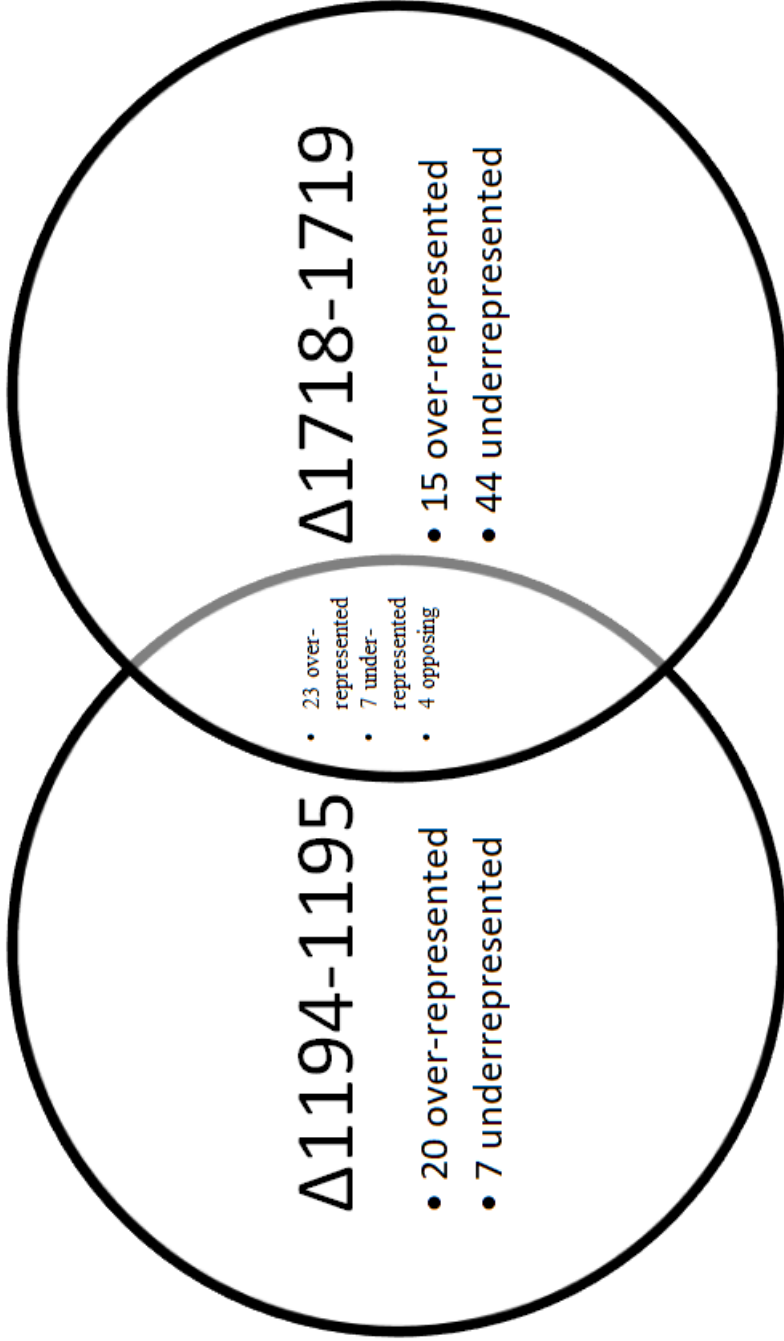 Δ1194-1195
• 20 over-represented
• 7 underrepresented
• 23 over-
represented
• 7 under-
represented
• 4 opposing
Δ1718-1719
• 15 over-represented
• 44 underrepresented